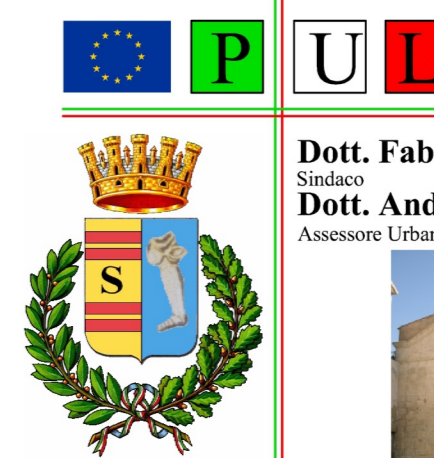 P U L
S
Dott. Fab
Sindaco
Dott. And
Assessore Urban